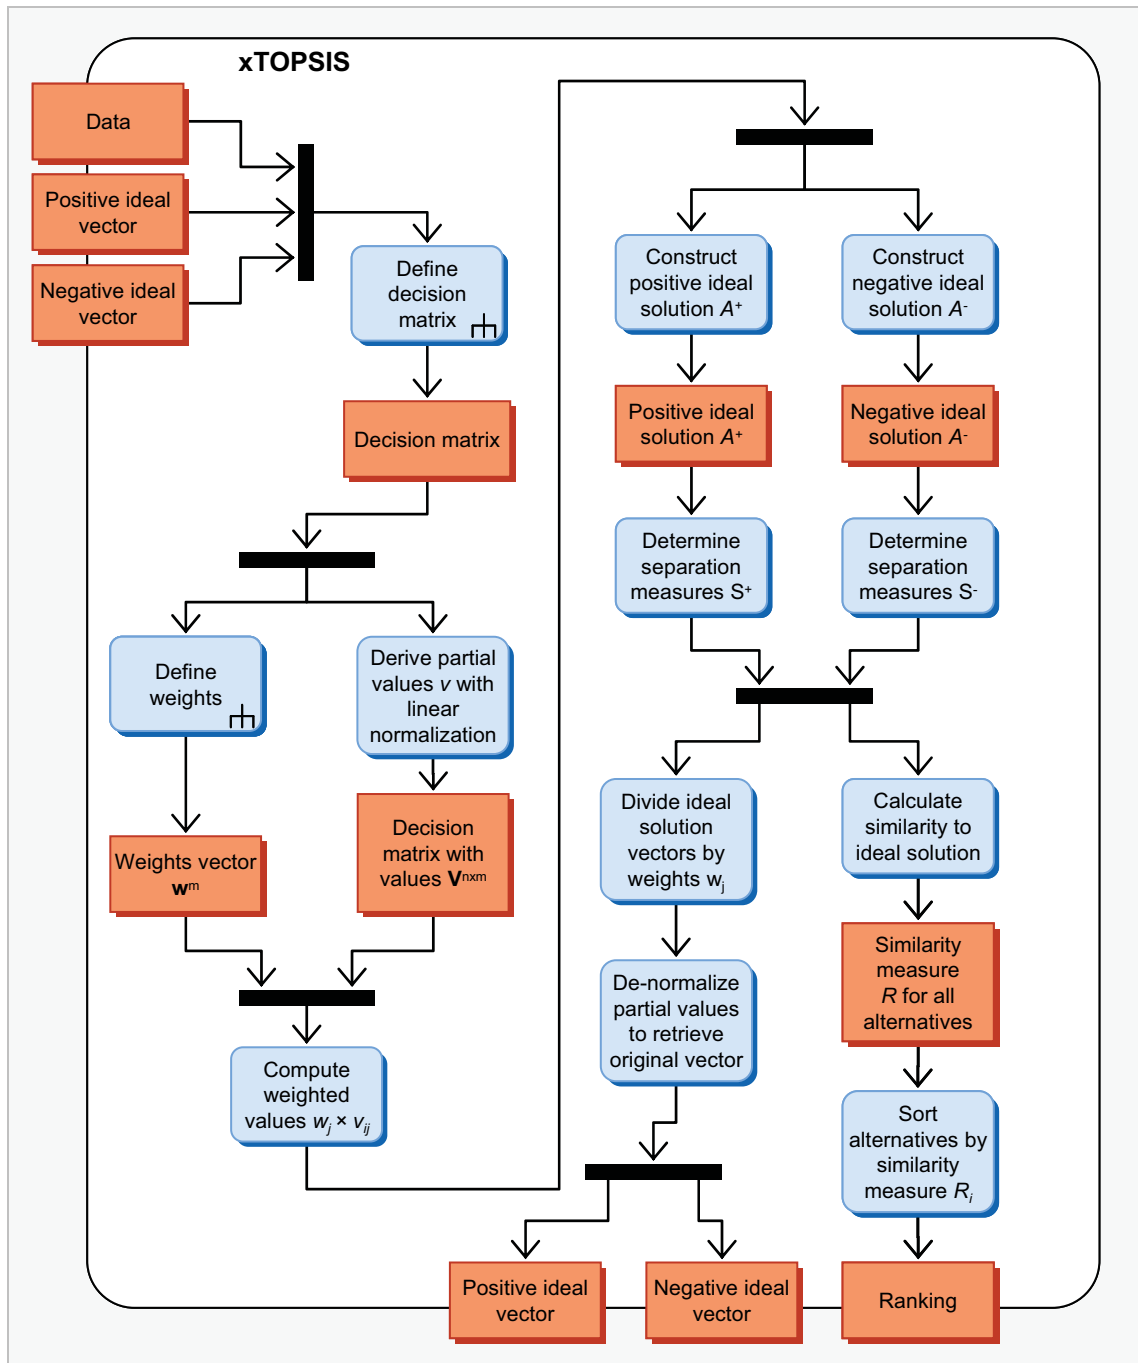 xTOPSIS
Data
Positive ideal
vector
Negative ideal
vector
Define
decision
matrix
Decision matrix
Define
weights
Derive partial
values v with
linear
normalization
Weights vector
wᵐ
Decision
matrix with
values Vⁿˣᵐ
Compute
weighted
values wⱼ × vᵢⱼ
Construct
positive ideal
solution A⁺
Construct
negative ideal
solution A⁻
Positive ideal
solution A⁺
Negative ideal
solution A⁻
Determine
separation
measures S⁺
Determine
separation
measures S⁻
Divide ideal
solution
vectors by
weights wⱼ
Calculate
similarity to
ideal solution
De-normalize
partial values
to retrieve
original vector
Similarity
measure
R for all
alternatives
Sort
alternatives by
similarity
measure Rᵢ
Positive ideal
vector
Negative ideal
vector
Ranking